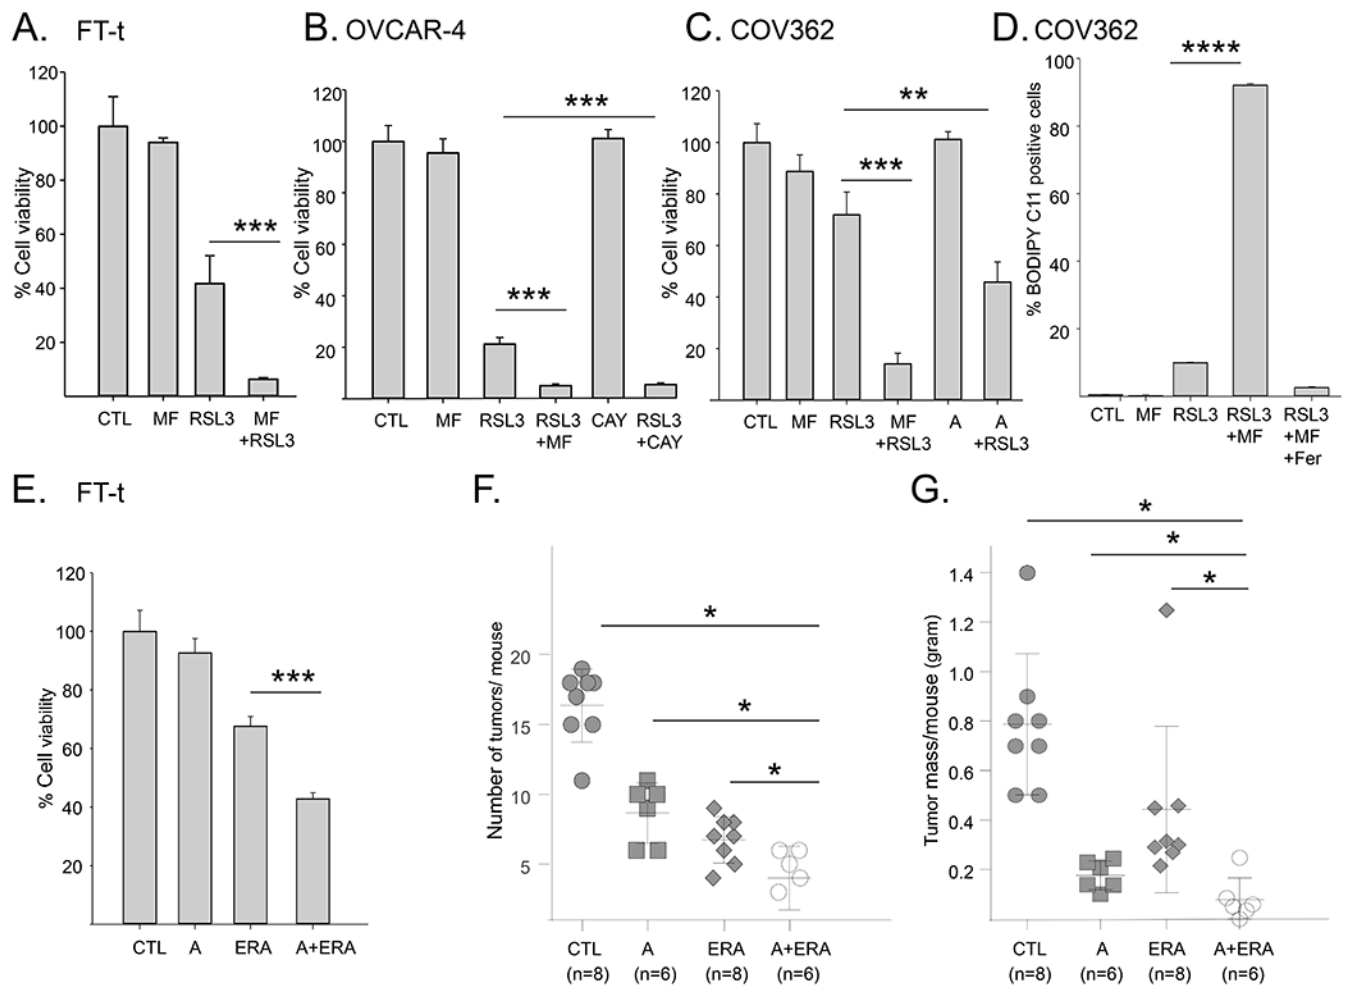 A. FT-t
120
100
80
60
40
20
% Cell viability
***
CTL MF RSL3 MF
+RSL3
B. OVCAR-4
120
100
80
60
40
20
% Cell viability
***
***
CTL MF RSL3 RSL3 CAY RSL3
+MF +CAY
C. COV362
120
100
80
60
40
20
% Cell viability
**
***
CTL MF RSL3 MF A A
+RSL3 +RSL3
D. COV362
100
80
60
40
20
% BODIPY C11 positive cells
****
CTL MF RSL3 RSL3 RSL3
+MF +MF
+Fer
E. FT-t
120
100
80
60
40
20
% Cell viability
***
CTL A ERA A+ERA
F.
20
15
10
5
Number of tumors/ mouse
*
*
*
CTL A ERA A+ERA
(n=8) (n=6) (n=8) (n=6)
G.
1.4
1.2
1.0
0.8
0.6
0.4
0.2
Tumor mass/mouse (gram)
*
*
*
CTL A ERA A+ERA
(n=8) (n=6) (n=8) (n=6)